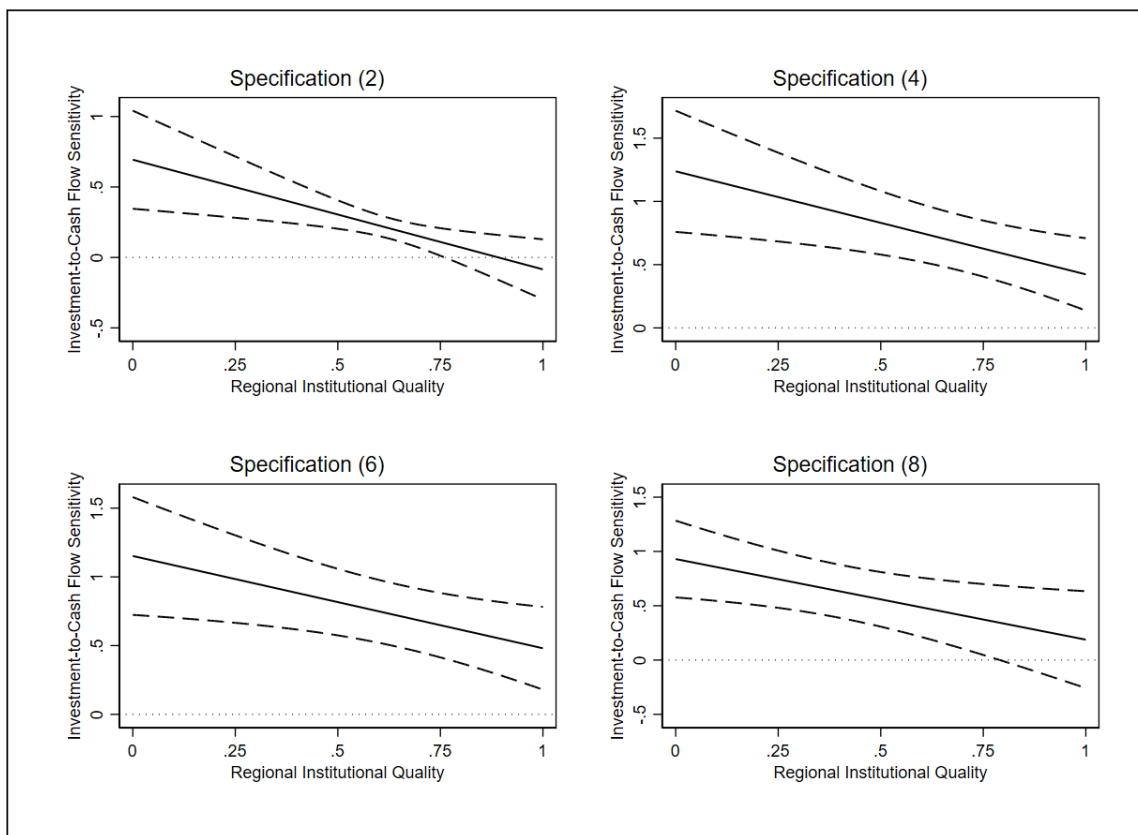 Specification (2)
Investment-to-Cash Flow Sensitivity
1
.5
0
-.5
0 .25 .5 .75 1
Regional Institutional Quality
Specification (4)
Investment-to-Cash Flow Sensitivity
1.5
1
.5
0
0 .25 .5 .75 1
Regional Institutional Quality
Specification (6)
Investment-to-Cash Flow Sensitivity
1.5
1
.5
0
0 .25 .5 .75 1
Regional Institutional Quality
Specification (8)
Investment-to-Cash Flow Sensitivity
1.5
1
.5
0
-.5
0 .25 .5 .75 1
Regional Institutional Quality